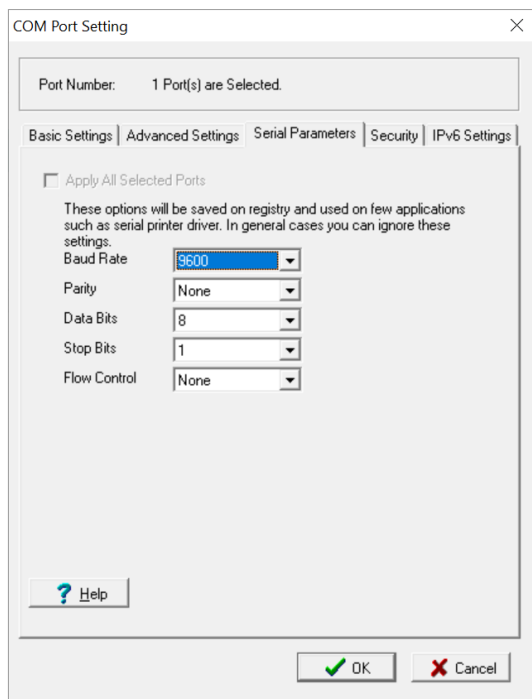 COM Port Setting
Port Number: 1 Port(s) are Selected.
Basic Settings Advanced Settings Serial Parameters Security IPv6 Settings
Apply All Selected Ports
These options will be saved on registry and used on few applications
such as serial printer driver. In general cases you can ignore these
settings.
Baud Rate 9600
Parity None
Data Bits 8
Stop Bits 1
Flow Control None
? Help
OK Cancel